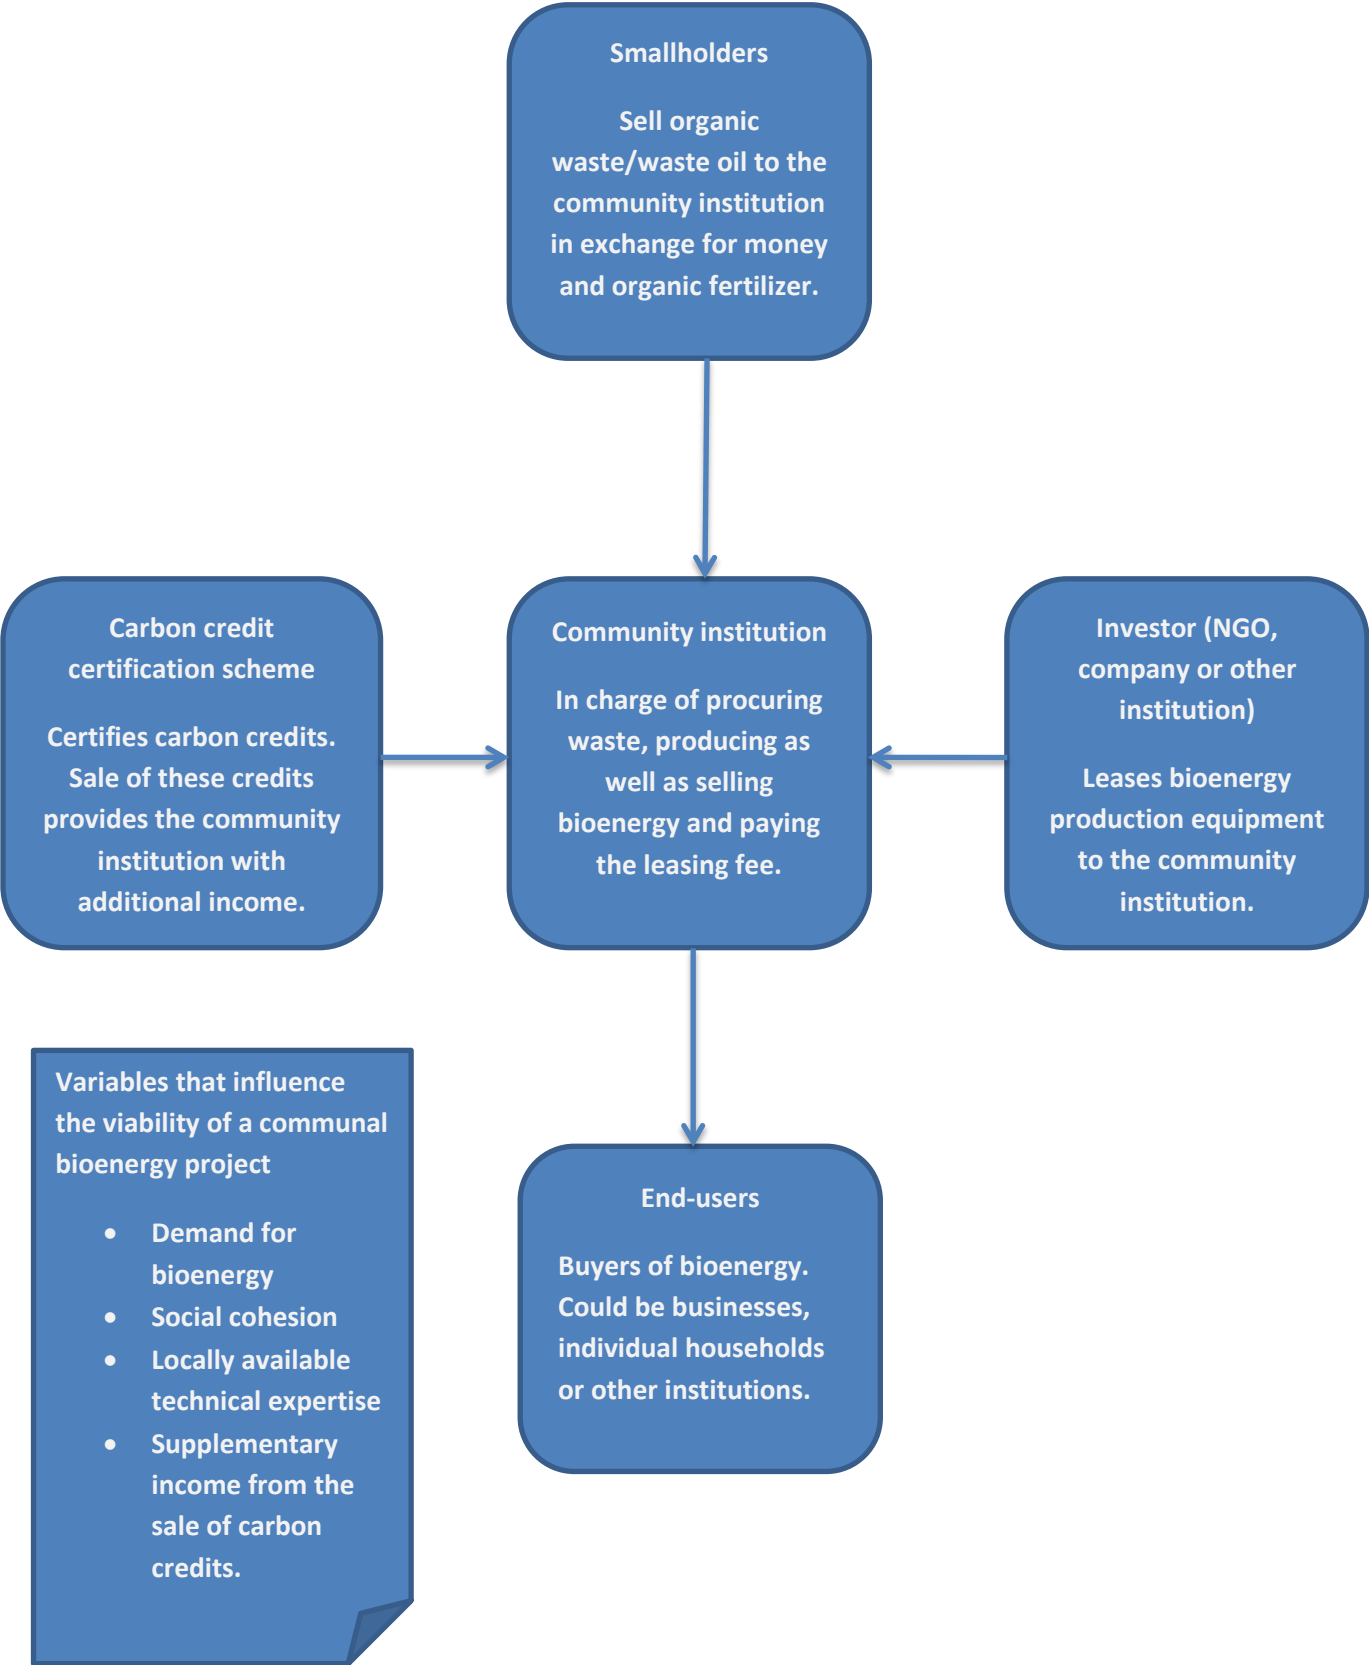 Smallholders
Sell organic
waste/waste oil to the
community institution
in exchange for money
and organic fertilizer.
Carbon credit
certification scheme
Certifies carbon credits.
Sale of these credits
provides the community
institution with
additional income.
Community institution
In charge of procuring
waste, producing as
well as selling
bioenergy and paying
the leasing fee.
Investor (NGO,
company or other
institution)
Leases bioenergy
production equipment
to the community
institution.
Variables that influence
the viability of a communal
bioenergy project
• Demand for
bioenergy
• Social cohesion
• Locally available
technical expertise
• Supplementary
income from the
sale of carbon
credits.
End-users
Buyers of bioenergy.
Could be businesses,
individual households
or other institutions.